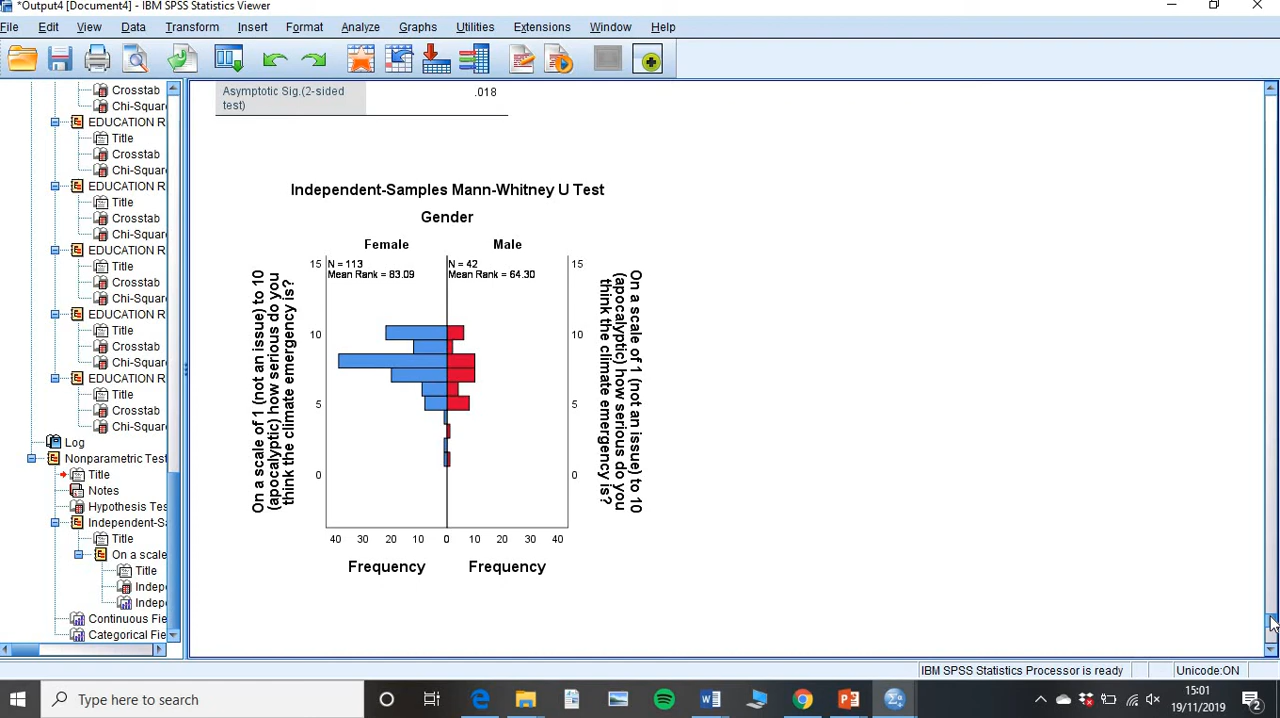 *Output4 [Document4] - IBM SPSS Statistics Viewer
File Edit View Data Transform Insert Format Analyze Graphs Utilities Extensions Window Help
Crosstab
Chi-Squar
EDUCATION R
Title
Crosstab
Chi-Squar
EDUCATION R
Title
Crosstab
Chi-Squar
EDUCATION R
Title
Crosstab
Chi-Squar
EDUCATION R
Title
Crosstab
Chi-Squar
EDUCATION R
Title
Crosstab
Chi-Squar
Log
Nonparametric Test
Title
Notes
Hypothesis Tes
Independent-Sa
Title
On a scale
Title
Indepe
Indepe
Continuous Fie
Categorical Fie
Asymptotic Sig.(2-sided
test)
.018
Independent-Samples Mann-Whitney U Test
Gender
Female Male
N = 113
Mean Rank = 83.09
N = 42
Mean Rank = 64.30
On a scale of 1 (not an issue) to 10
(apocalyptic) how serious do you
think the climate emergency is?
15
10
5
0
15
10
5
0
On a scale of 1 (not an issue) to 10
(apocalyptic) how serious do you
think the climate emergency is?
40 30 20 10 0 10 20 30 40
Frequency Frequency
IBM SPSS Statistics Processor is ready Unicode:ON
Type here to search
15:01
19/11/2019
2